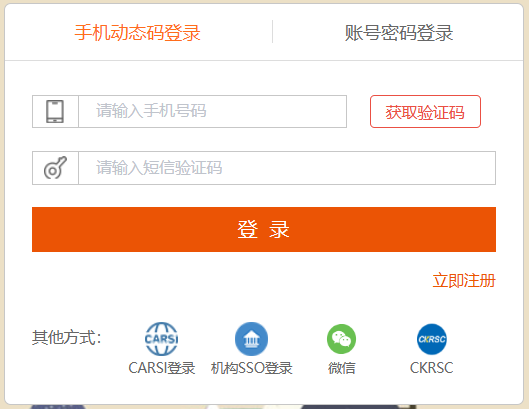 手机动态码登录 账号密码登录
请输入手机号码 获取验证码
请输入短信验证码
登 录
立即注册
其他方式：
CARSI CKRSC
CARSI登录 机构SSO登录 微信 CKRSC